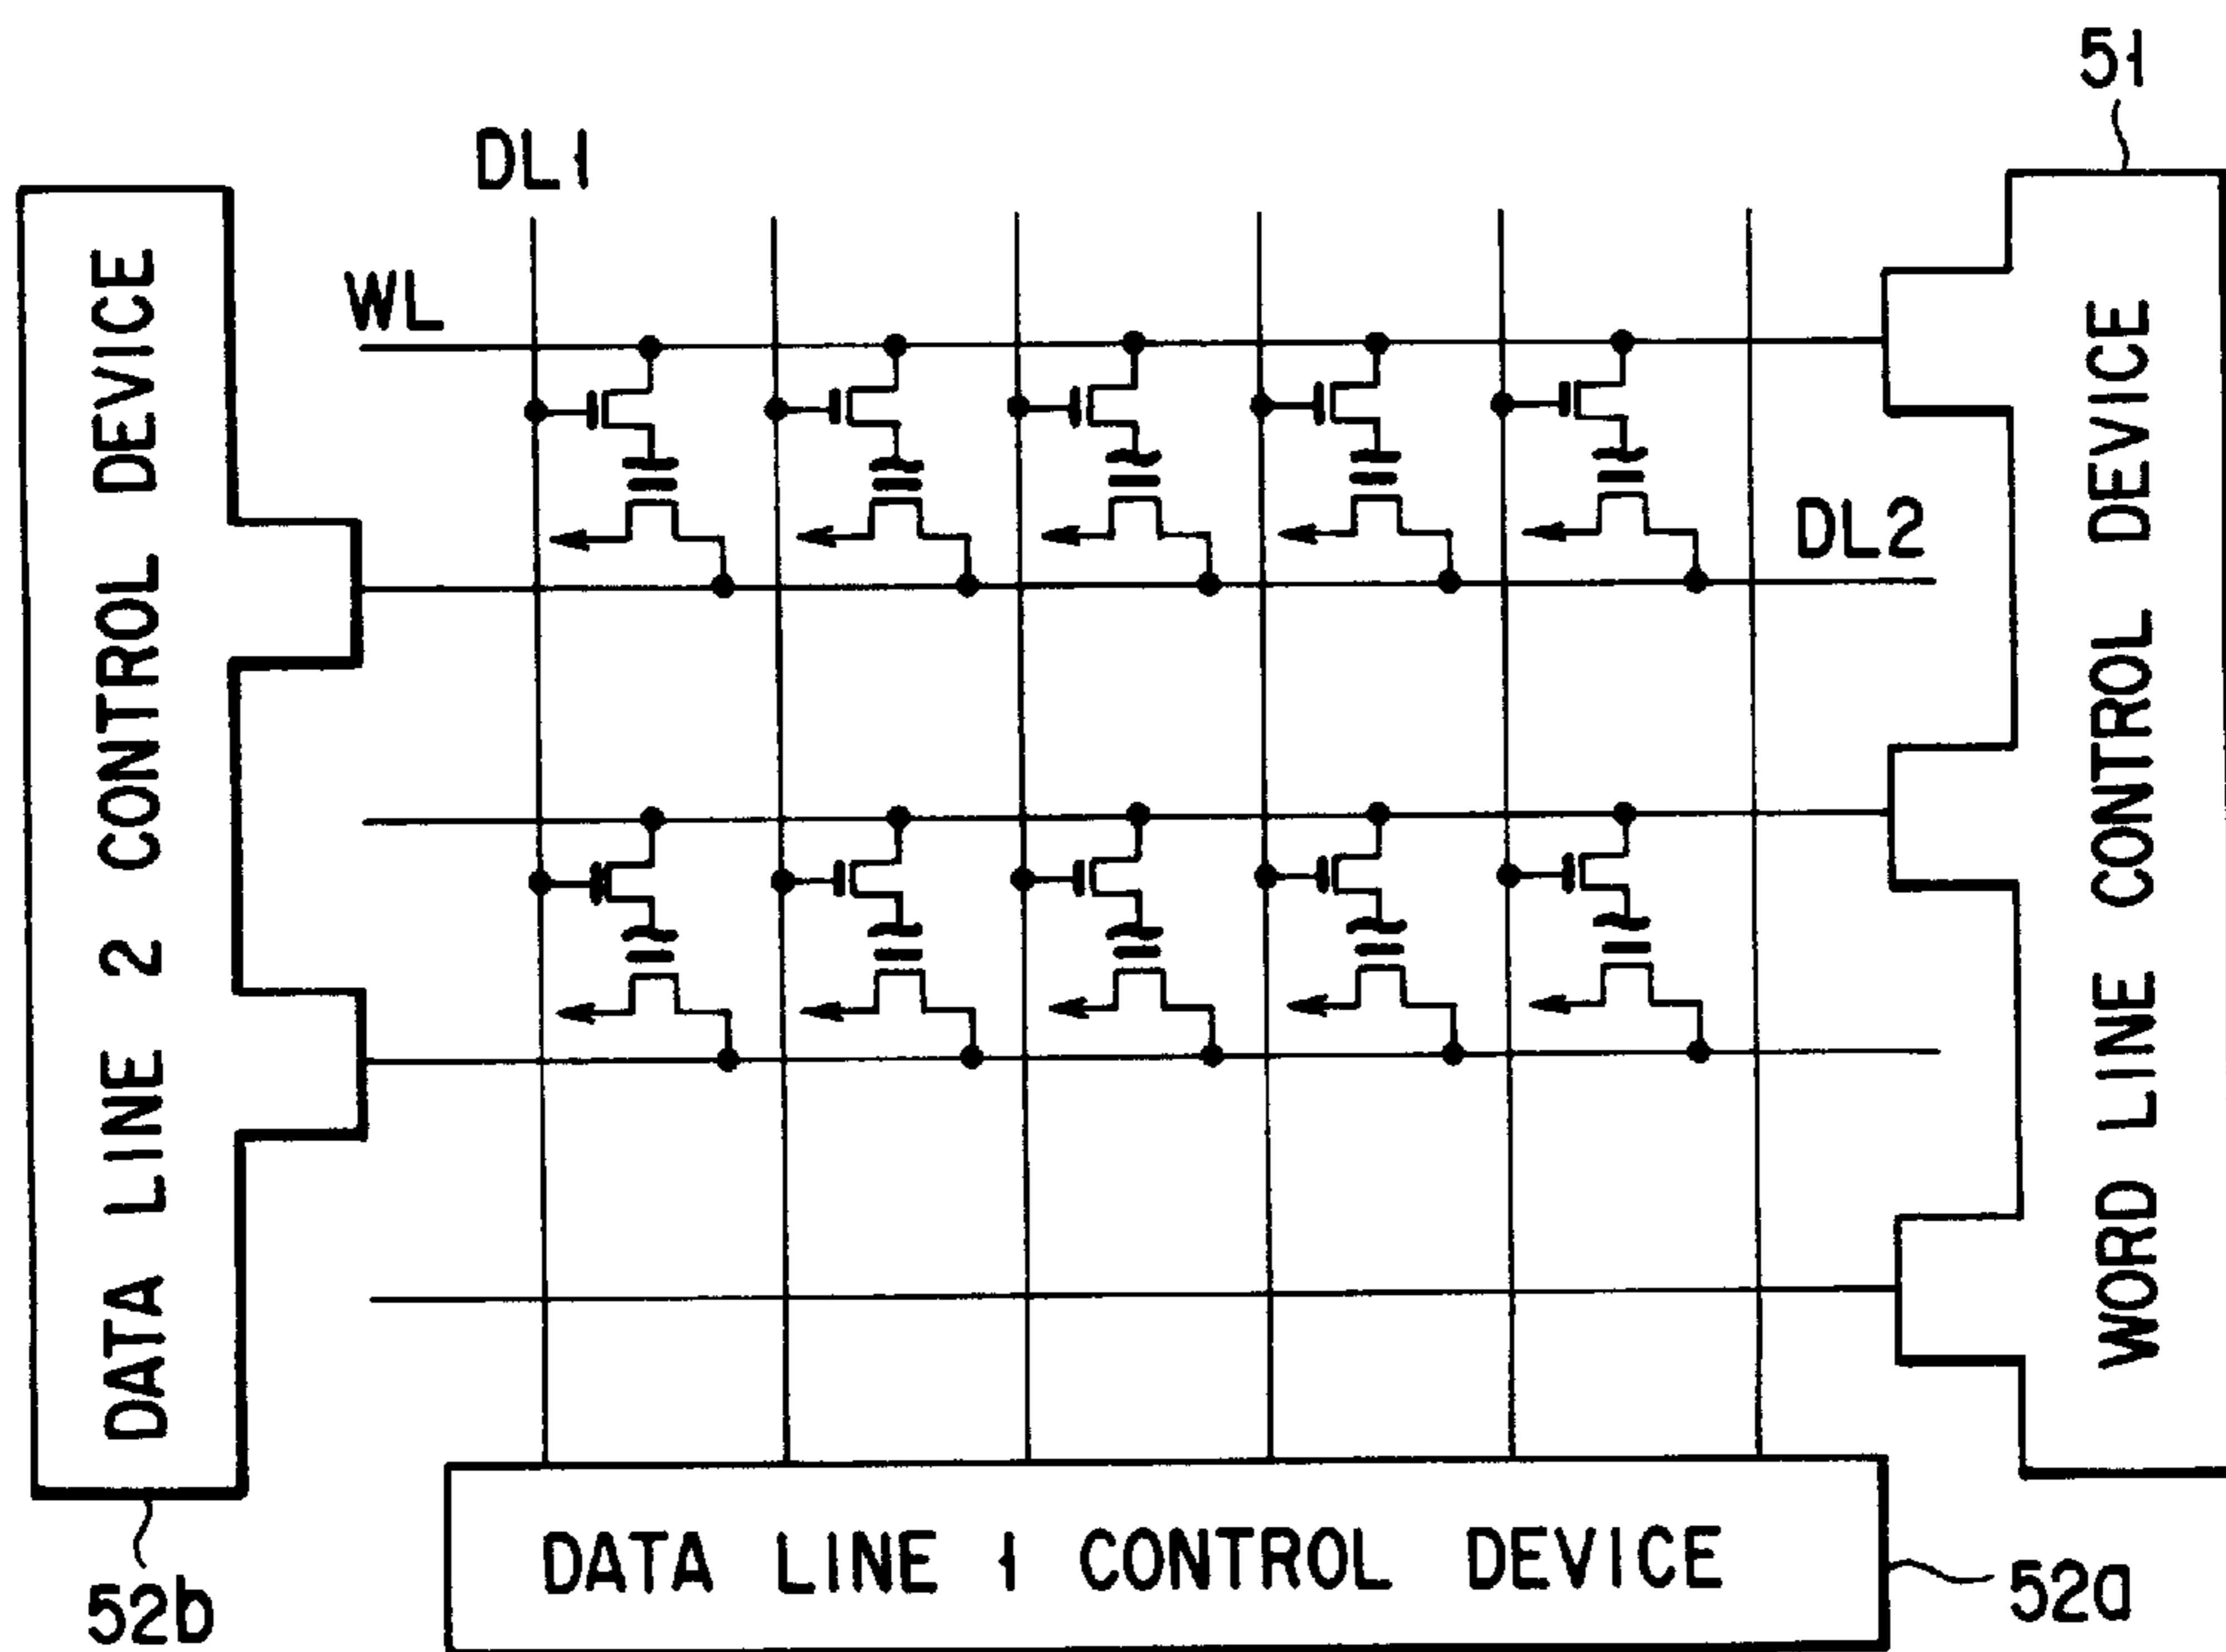 51
DL1
WL
DL2
DATA LINE 2 CONTROL DEVICE
WORD LINE CONTROL DEVICE
DATA LINE 1 CONTROL DEVICE
52b
52a